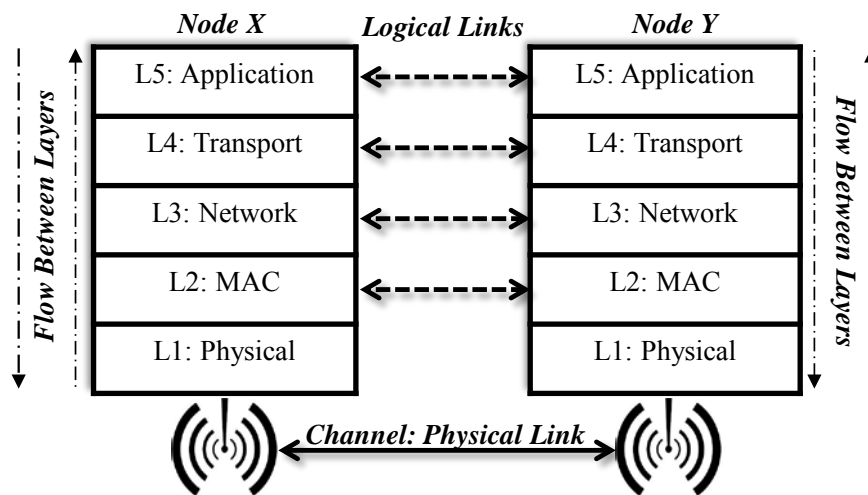 Node X Logical Links Node Y
Flow Between Layers
L5: Application
L4: Transport
L3: Network
L2: MAC
L1: Physical
L5: Application
L4: Transport
L3: Network
L2: MAC
L1: Physical
Flow Between Layers
Channel: Physical Link